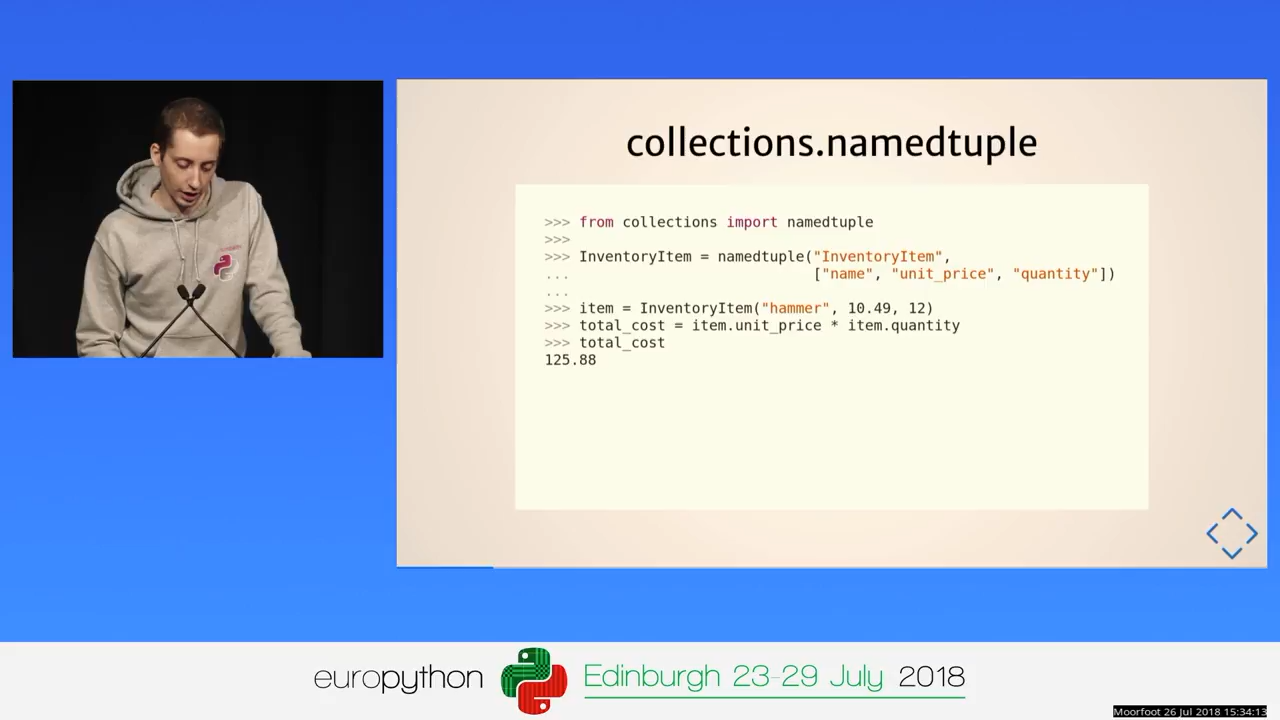 collections.namedtuple
>>> from collections import namedtuple
>>>
>>> InventoryItem = namedtuple("InventoryItem",
... ["name", "unit_price", "quantity"])
...
>>> item = InventoryItem("hammer", 10.49, 12)
>>> total_cost = item.unit_price * item.quantity
>>> total_cost
125.88
europython Edinburgh 23-29 July 2018
Moorfoot 26 Jul 2018 15:34:13